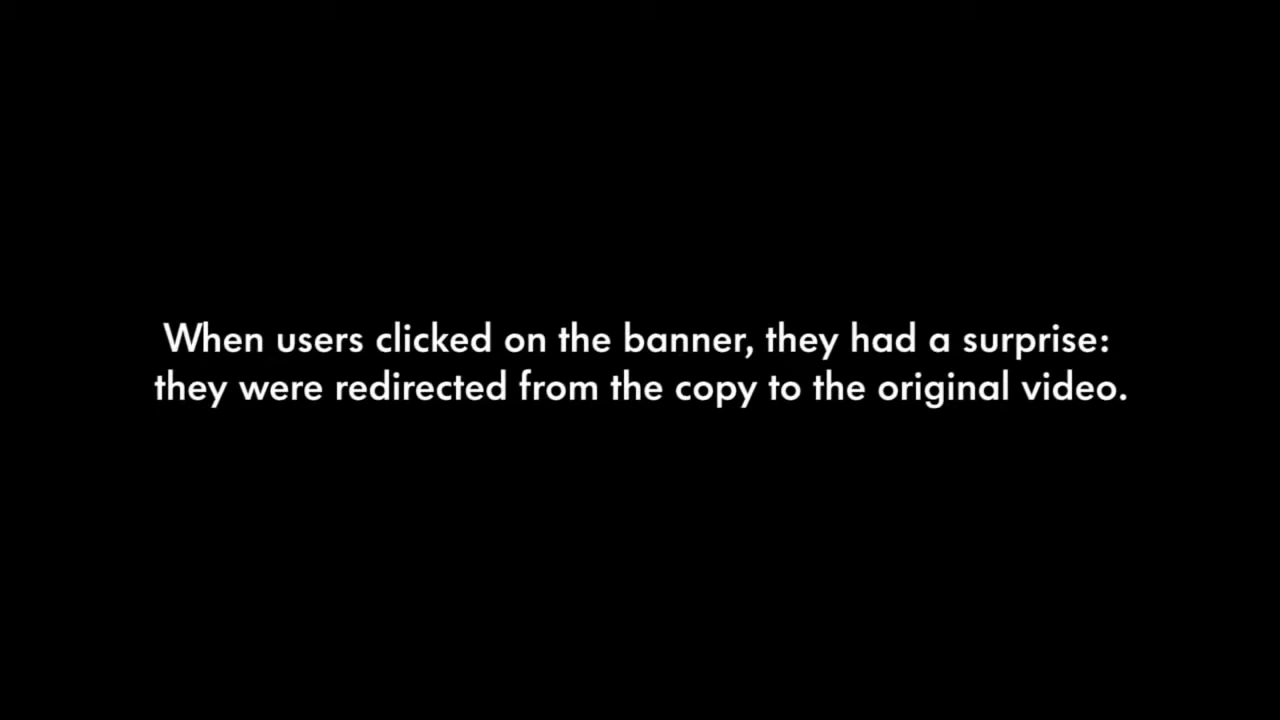 When users clicked on the banner, they had a surprise:
they were redirected from the copy to the original video.